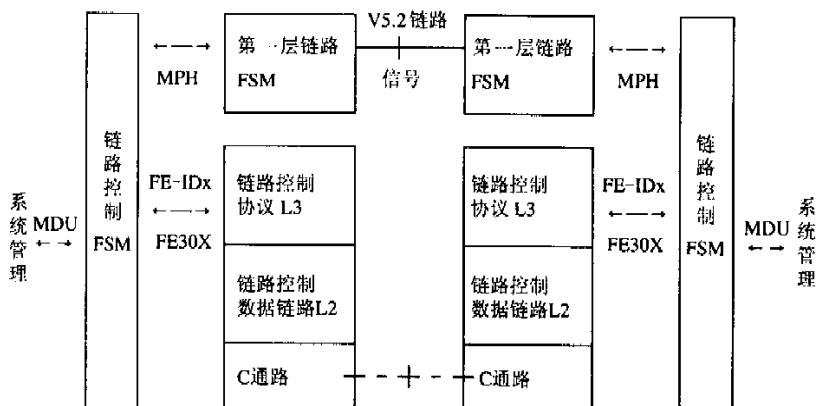 V5.2 链路
第一层链路
FSM
信号
第一层链路
FSM
MPH
MPH
链路控制
FSM
系统管理
MDU
FE-IDx
FE30X
链路控制
协议 L3
链路控制
数据链路L2
C通路
链路控制
协议 L3
链路控制
数据链路L2
C通路
FE-IDx
FE30X
链路控制
FSM
MDU
系统管理